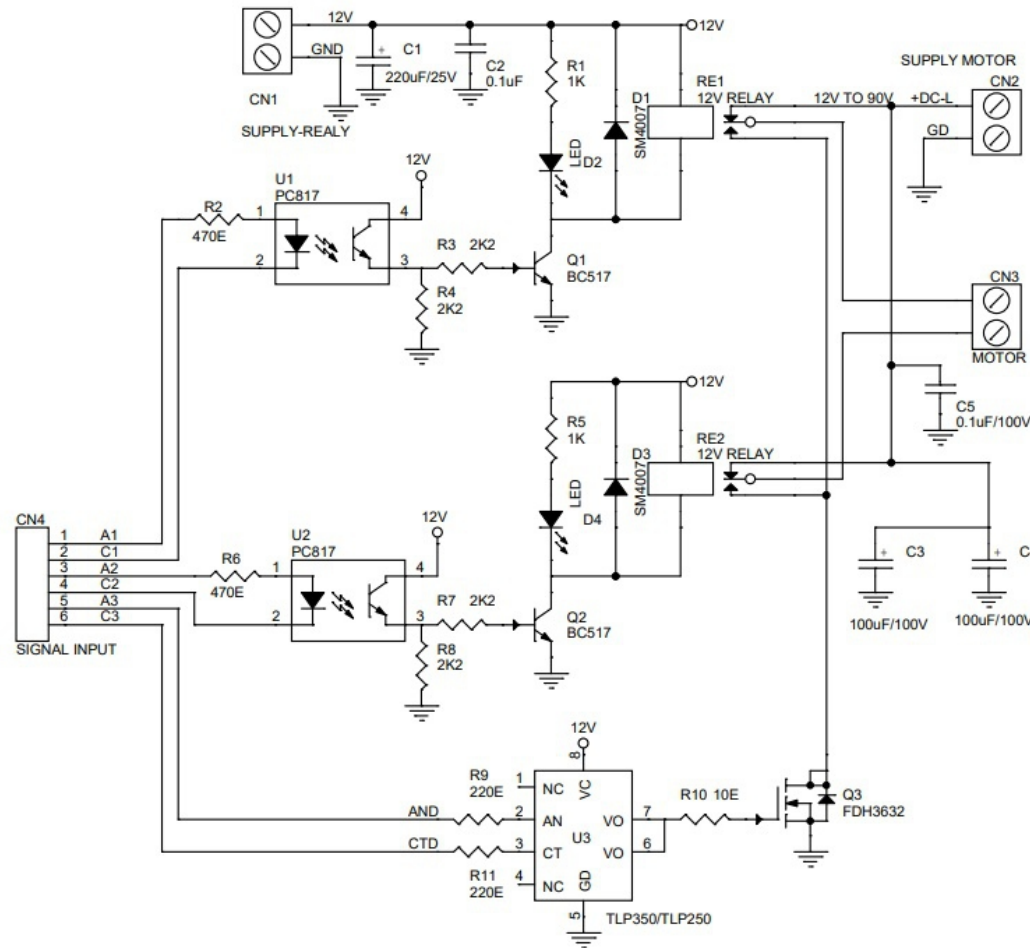 12V
GND
CN1
SUPPLY-REALY
C1
220uF/25V
C2
0.1uF
R1
1K
LED
D2
D1
SM4007
12V
RE1
12V RELAY
12V TO 90V
+DC-L
GD
SUPPLY MOTOR
CN2
U1
PC817
12V
1
2
4
3
R2
470E
R3 2K2
R4
2K2
Q1
BC517
CN3
MOTOR
C5
0.1uF/100V
R5
1K
LED
D4
D3
SM4007
12V
RE2
12V RELAY
C3
100uF/100V
C
100uF/100V
CN4
1 A1
2 C1
3 A2
4 C2
5 A3
6 C3
SIGNAL INPUT
R6
470E
U2
PC817
12V
1
2
4
3
R7 2K2
R8
2K2
Q2
BC517
12V
8
VC
R9
220E
1 NC
AND
2 AN
CTD
3 CT
R11
220E
4 NC
U3
VO 7
VO 6
GD
5
TLP350/TLP250
R10 10E
Q3
FDH3632